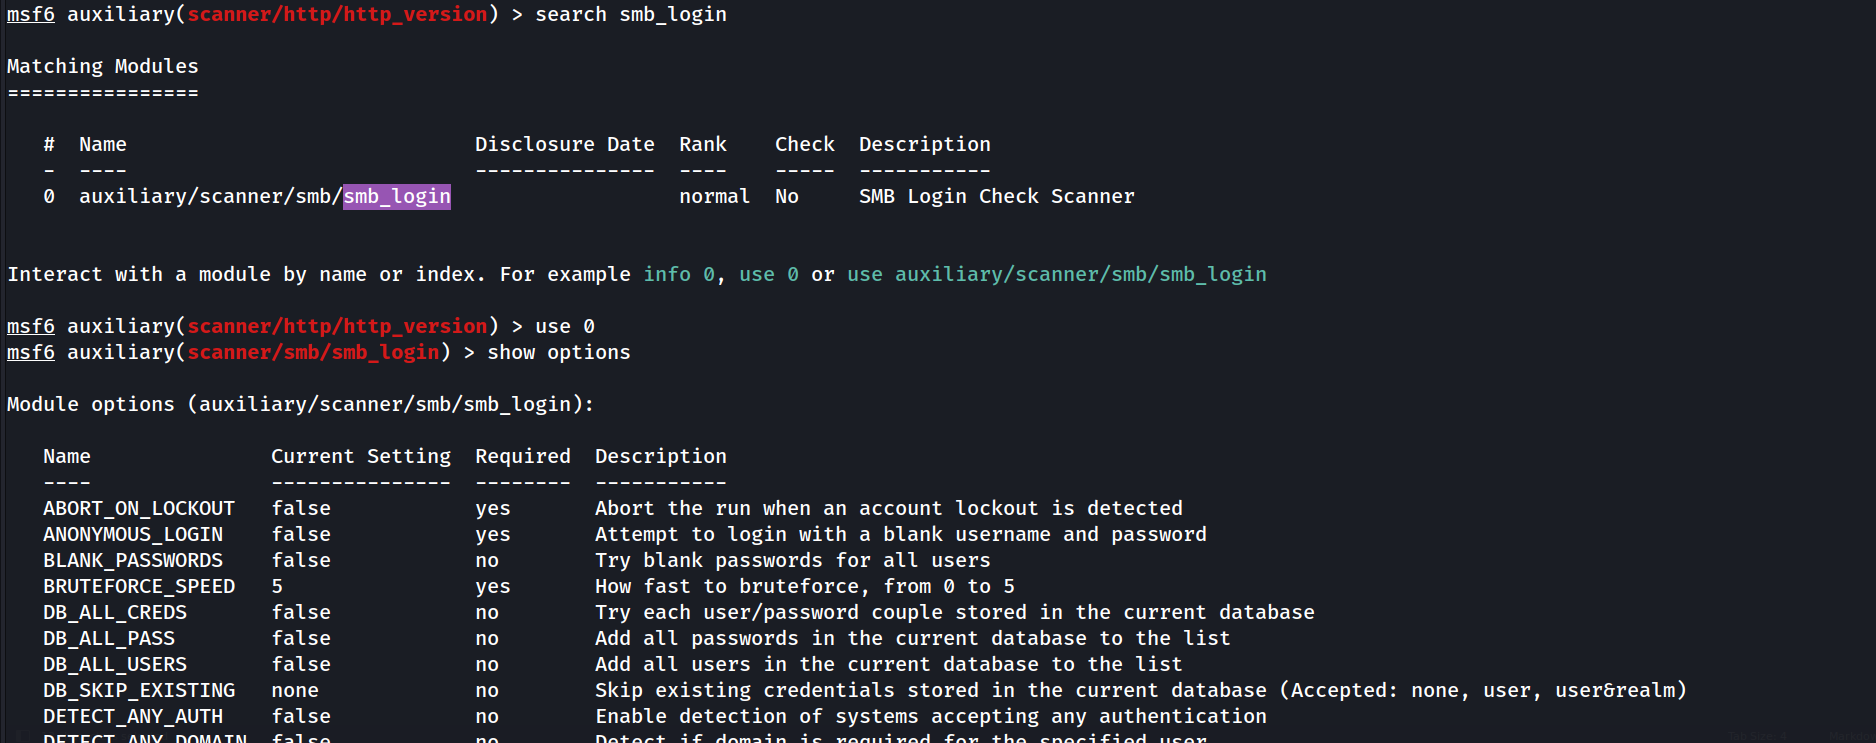 msf6 auxiliary(scanner/http/http_version) > search smb_login
Matching Modules
================
#  Name                                 Disclosure Date  Rank    Check  Description
-  ----                                 ---------------  ----    -----  -----------
0  auxiliary/scanner/smb/smb_login                       normal  No     SMB Login Check Scanner
Interact with a module by name or index. For example info 0, use 0 or use auxiliary/scanner/smb/smb_login
msf6 auxiliary(scanner/http/http_version) > use 0
msf6 auxiliary(scanner/smb/smb_login) > show options
Module options (auxiliary/scanner/smb/smb_login):
Name               Current Setting  Required  Description
----               ---------------  --------  -----------
ABORT_ON_LOCKOUT   false            yes       Abort the run when an account lockout is detected
ANONYMOUS_LOGIN    false            yes       Attempt to login with a blank username and password
BLANK_PASSWORDS    false            no        Try blank passwords for all users
BRUTEFORCE_SPEED   5                yes       How fast to bruteforce, from 0 to 5
DB_ALL_CREDS       false            no        Try each user/password couple stored in the current database
DB_ALL_PASS        false            no        Add all passwords in the current database to the list
DB_ALL_USERS       false            no        Add all users in the current database to the list
DB_SKIP_EXISTING   none             no        Skip existing credentials stored in the current database (Accepted: none, user, user&realm)
DETECT_ANY_AUTH    false            no        Enable detection of systems accepting any authentication
DETECT_ANY_DOMAIN  false            no        Detect if domain is required for the specified user